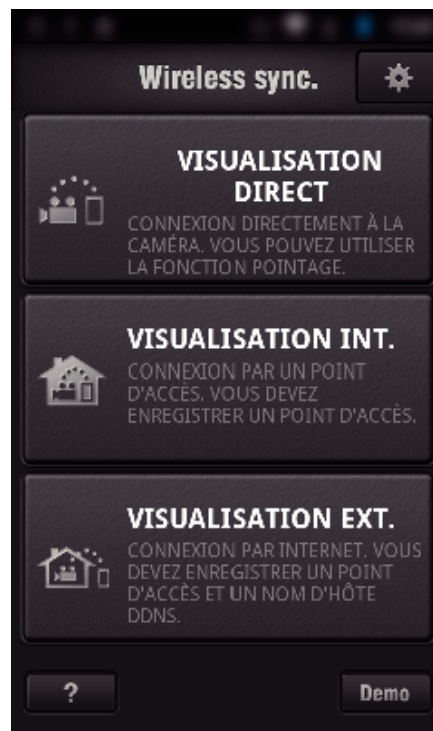 Wireless sync.
VISUALISATION
DIRECT
CONNEXION DIRECTEMENT À LA
CAMÉRA. VOUS POUVEZ UTILISER
LA FONCTION POINTAGE.
VISUALISATION INT.
CONNEXION PAR UN POINT
D'ACCÈS. VOUS DEVEZ
ENREGISTRER UN POINT D'ACCÈS.
VISUALISATION EXT.
CONNEXION PAR INTERNET. VOUS
DEVEZ ENREGISTRER UN POINT
D'ACCÈS ET UN NOM D'HÔTE
DDNS.
?
Demo